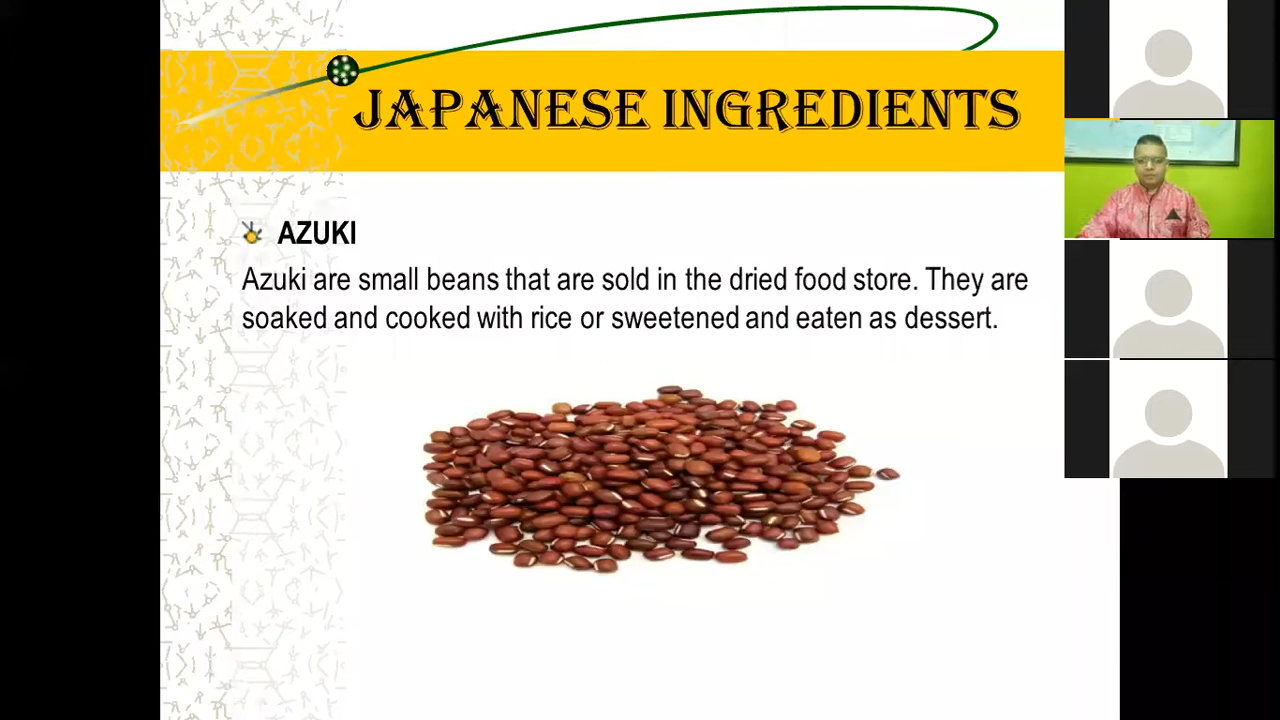 JAPANESE INGREDIENTS
AZUKI
Azuki are small beans that are sold in the dried food store. They are
soaked and cooked with rice or sweetened and eaten as dessert.